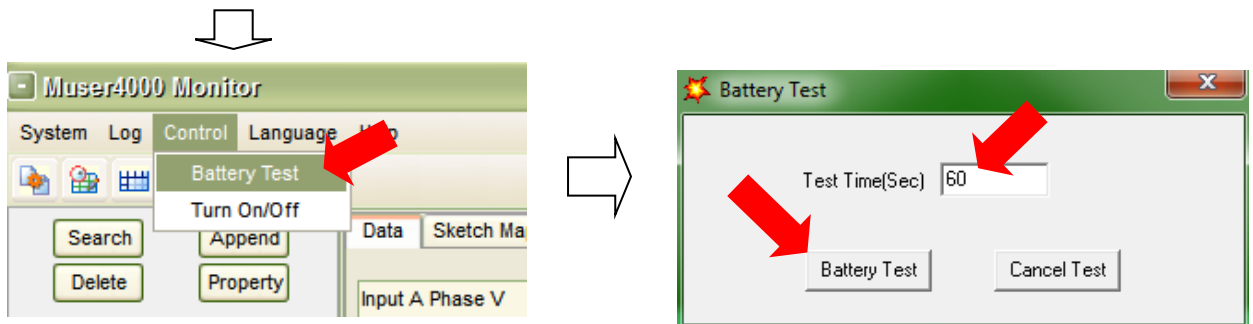 Muser4000 Monitor
System Log Control Language Help
Battery Test
Turn On/Off
Search Append
Delete Property
Data Sketch Ma
Input A Phase V
Battery Test
Test Time(Sec) 60
Battery Test Cancel Test